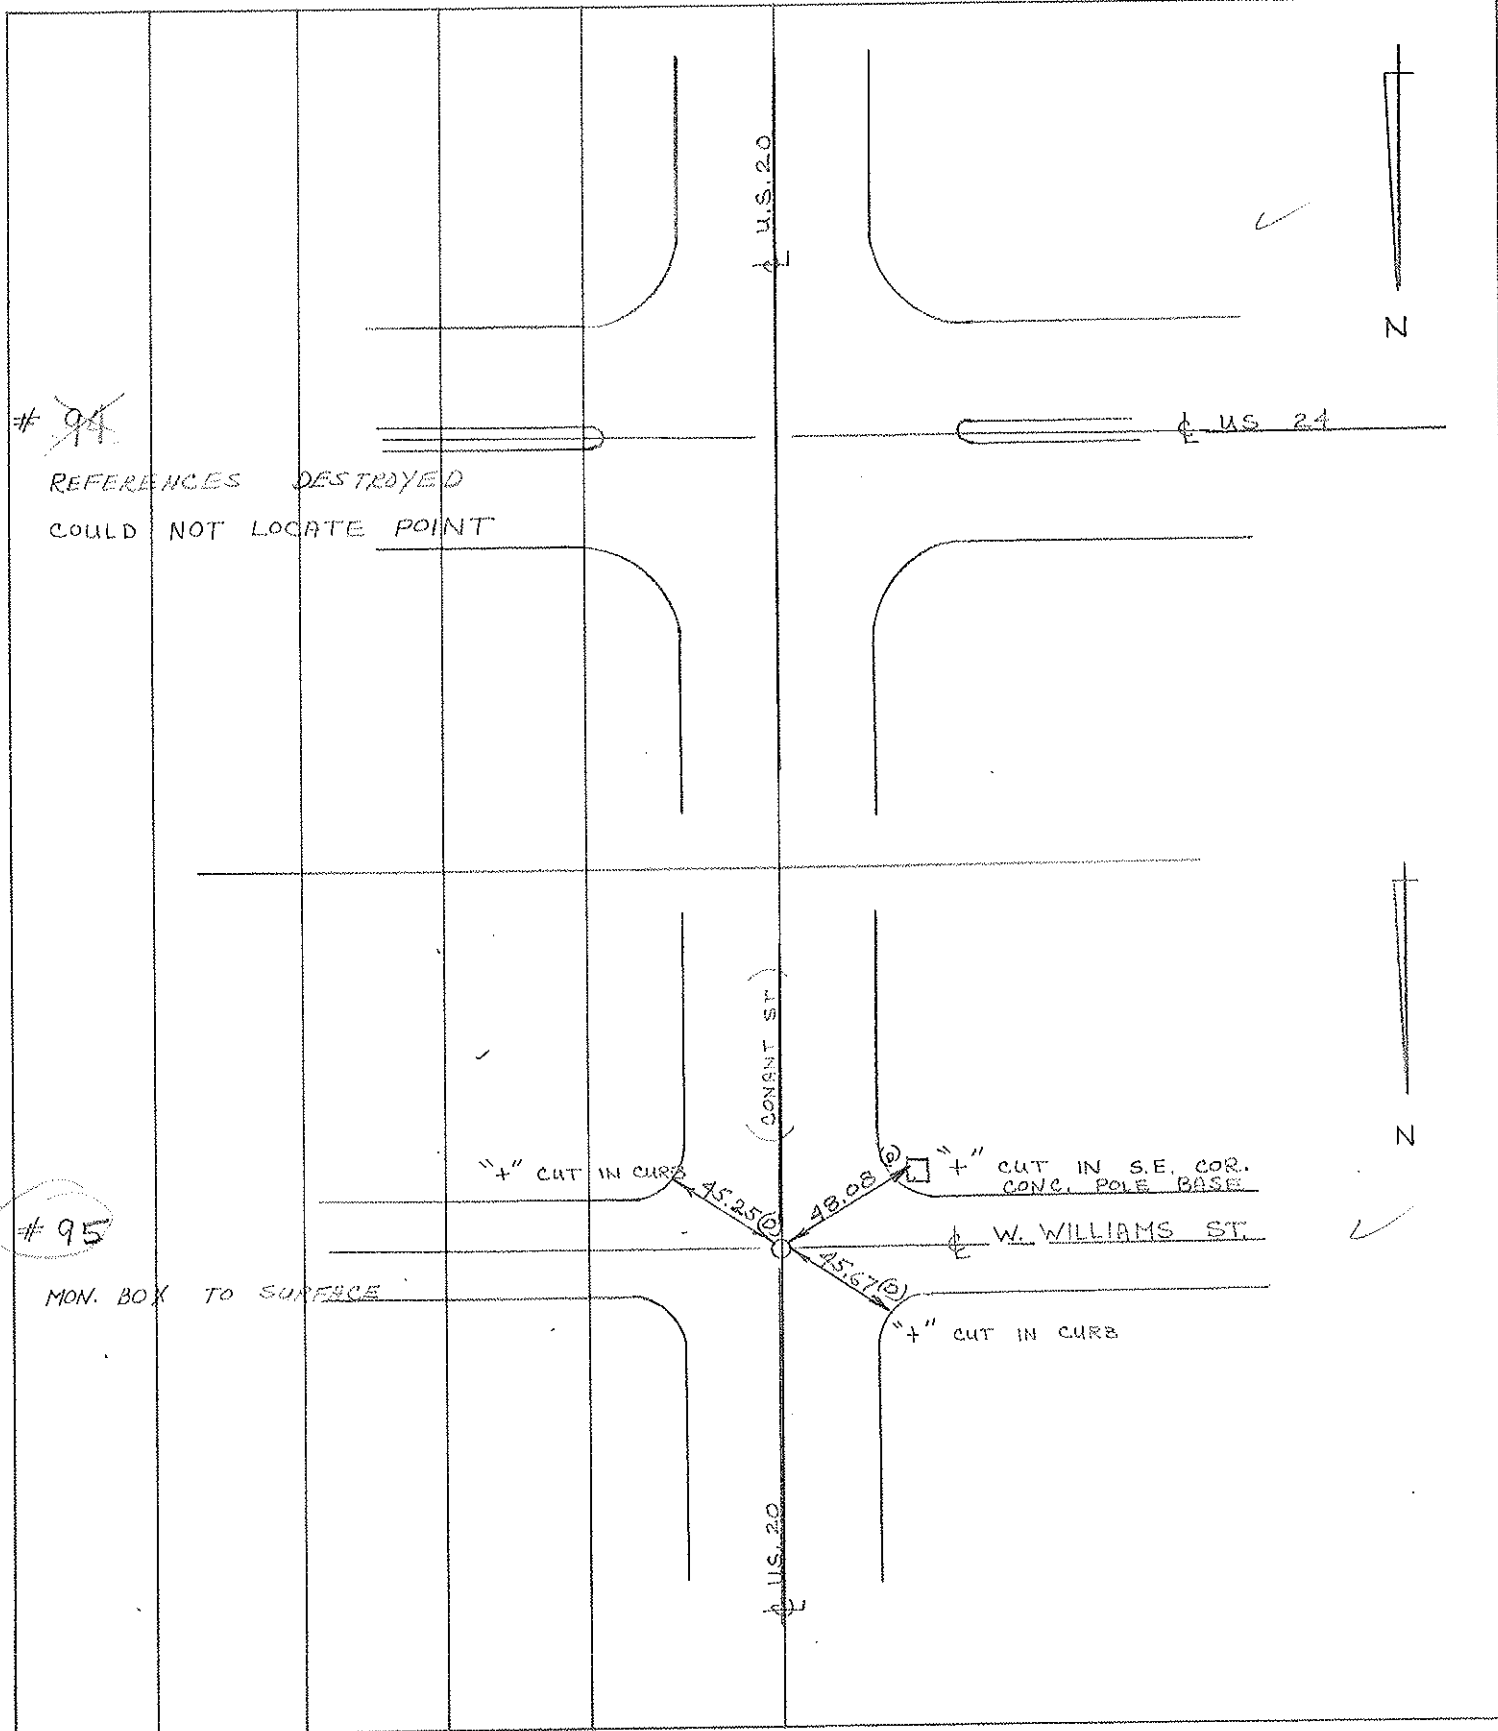 U.S. 20
℄
N
# 94
℄ US 24
REFERENCES DESTROYED
COULD NOT LOCATE POINT
(CONANT ST)
N
"+" CUT IN CURB
45.25(D)
48.08(D)
"+" CUT IN S.E. COR.
CONC. POLE BASE
# 95
℄ W. WILLIAMS ST.
45.67(D)
MON. BOX TO SURFACE
"+" CUT IN CURB
℄ U.S. 20